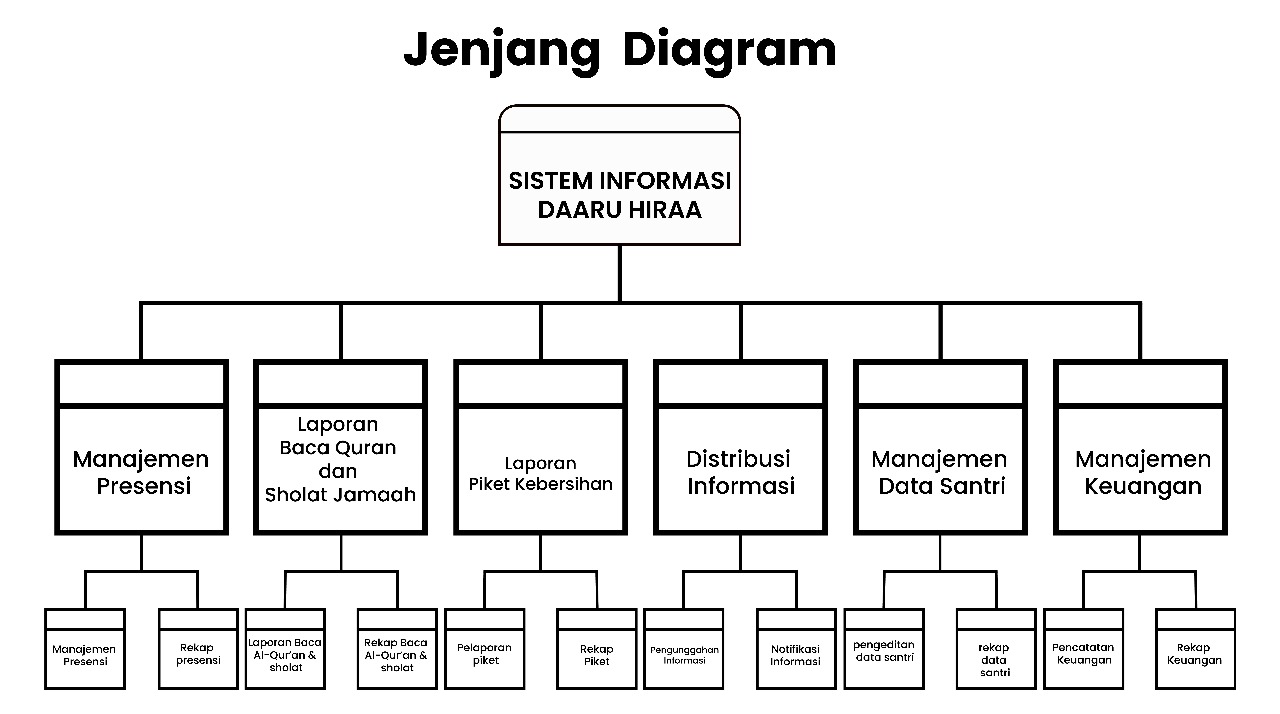 Jenjang Diagram
SISTEM INFORMASI
DAARU HIRAA
Manajemen
Presensi
Laporan
Baca Quran
dan
Sholat Jamaah
Laporan
Piket Kebersihan
Distribusi
Informasi
Manajemen
Data Santri
Manajemen
Keuangan
Manajemen
Presensi
Rekap
presensi
Laporan Baca
Al-Qur'an &
sholat
Rekap Baca
Al-Qur'an &
sholat
Pelaporan
piket
Rekap
Piket
Pengunggahan
Informasi
Notifikasi
Informasi
pengeditan
data santri
rekap
data
santri
Pencatatan
Keuangan
Rekap
Keuangan